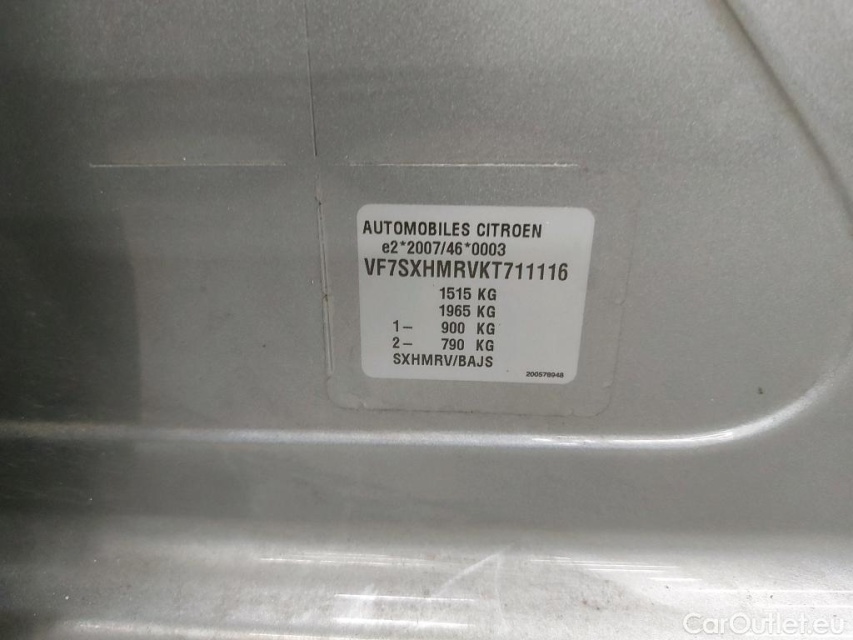 AUTOMOBILES CITROEN
e2*2007/46*0003
VF7SXHMRVKT711116
1515 KG
1965 KG
1– 900 KG
2– 790 KG
SXHMRV/BAJS
200579948
CarOutlet.eu